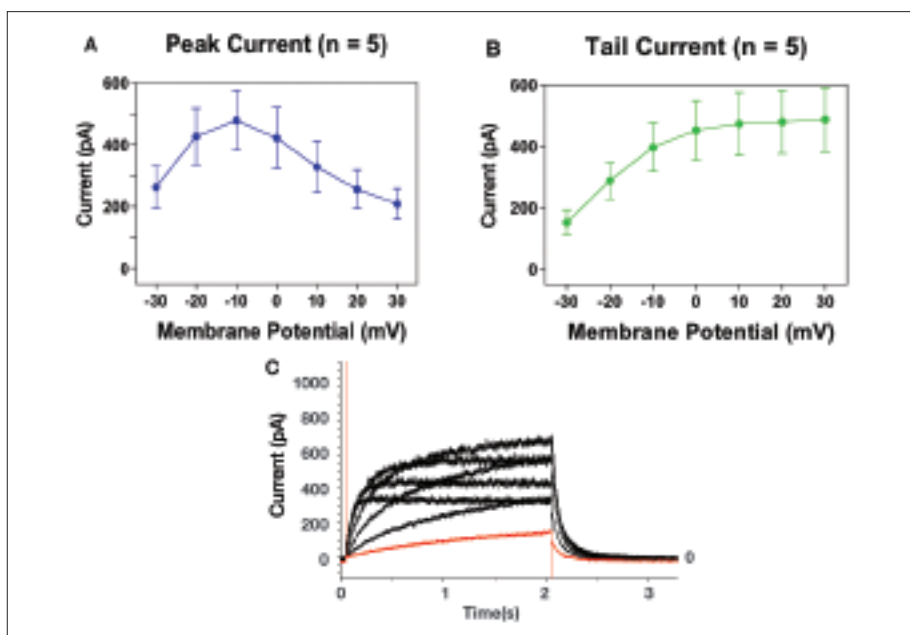 A Peak Current (n = 5)
600
400
200
0
Current (pA)
-30 -20 -10 0 10 20 30
Membrane Potential (mV)
B Tail Current (n = 5)
600
400
200
0
Current (pA)
-30 -20 -10 0 10 20 30
Membrane Potential (mV)
C
1000
800
600
400
200
0
Current (pA)
0 1 2 3
Time(s)
0